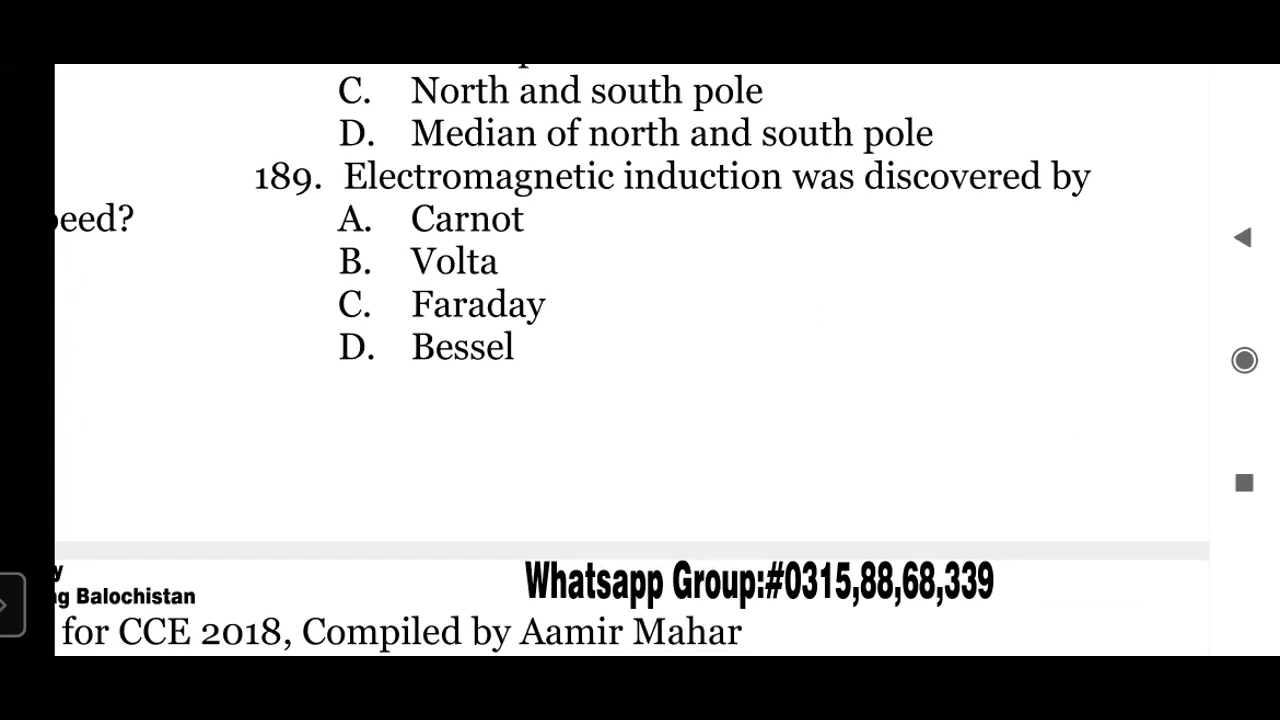 C. North and south pole
D. Median of north and south pole
189. Electromagnetic induction was discovered by
A. Carnot
B. Volta
C. Faraday
D. Bessel
Whatsapp Group:#0315,88,68,339
Balochistan
for CCE 2018, Compiled by Aamir Mahar